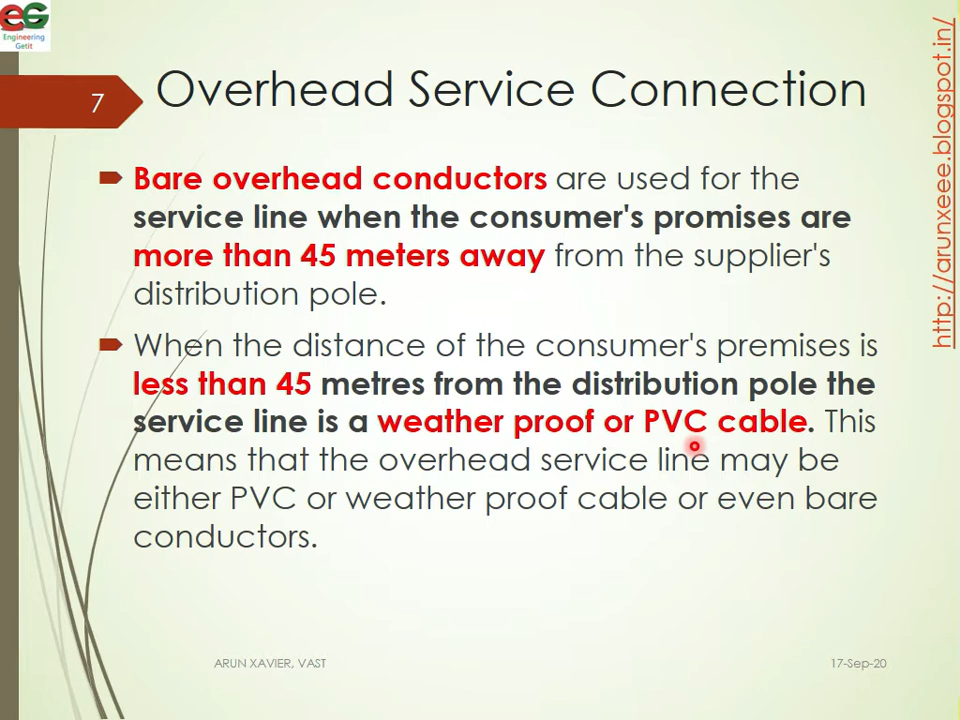 EG
Engineering
Getit
7
Overhead Service Connection
Bare overhead conductors are used for the
service line when the consumer's promises are
more than 45 meters away from the supplier's
distribution pole.
When the distance of the consumer's premises is
less than 45 metres from the distribution pole the
service line is a weather proof or PVC cable. This
means that the overhead service line may be
either PVC or weather proof cable or even bare
conductors.
ARUN XAVIER, VAST
17-Sep-20
http://arunxeee.blogspot.in/